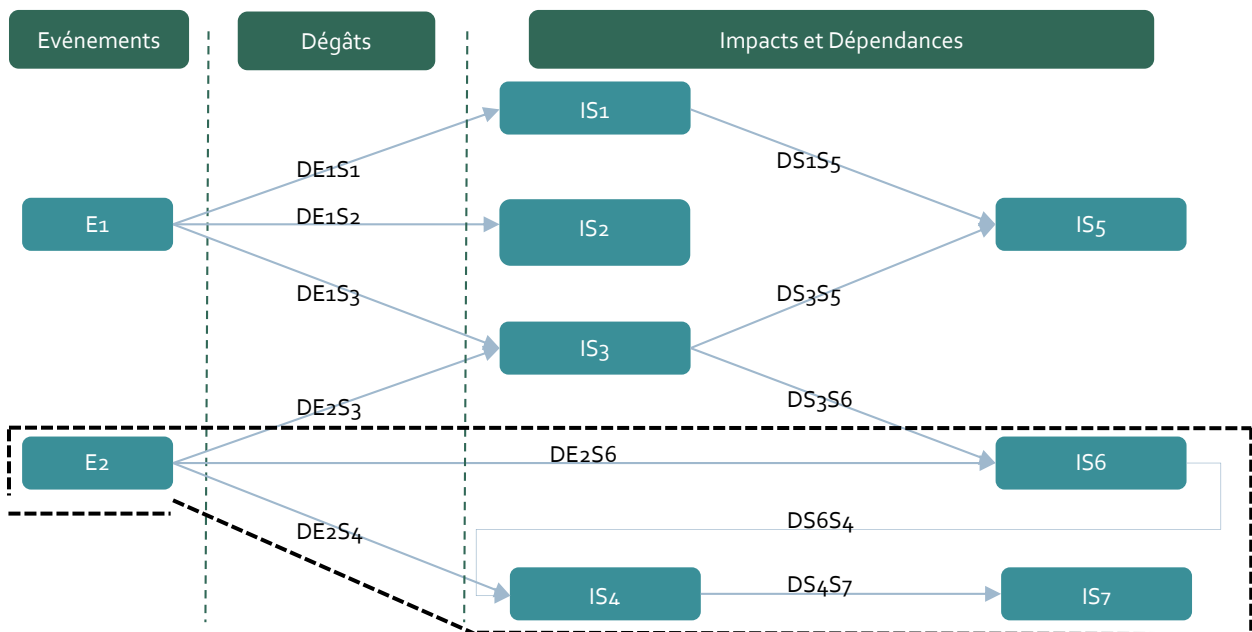 Evénements
Dégâts
Impacts et Dépendances
IS1
DE1S1
DS1S5
E1
DE1S2
IS2
IS5
DE1S3
DS3S5
IS3
DE2S3
DS3S6
E2
DE2S6
IS6
DE2S4
DS6S4
IS4
DS4S7
IS7